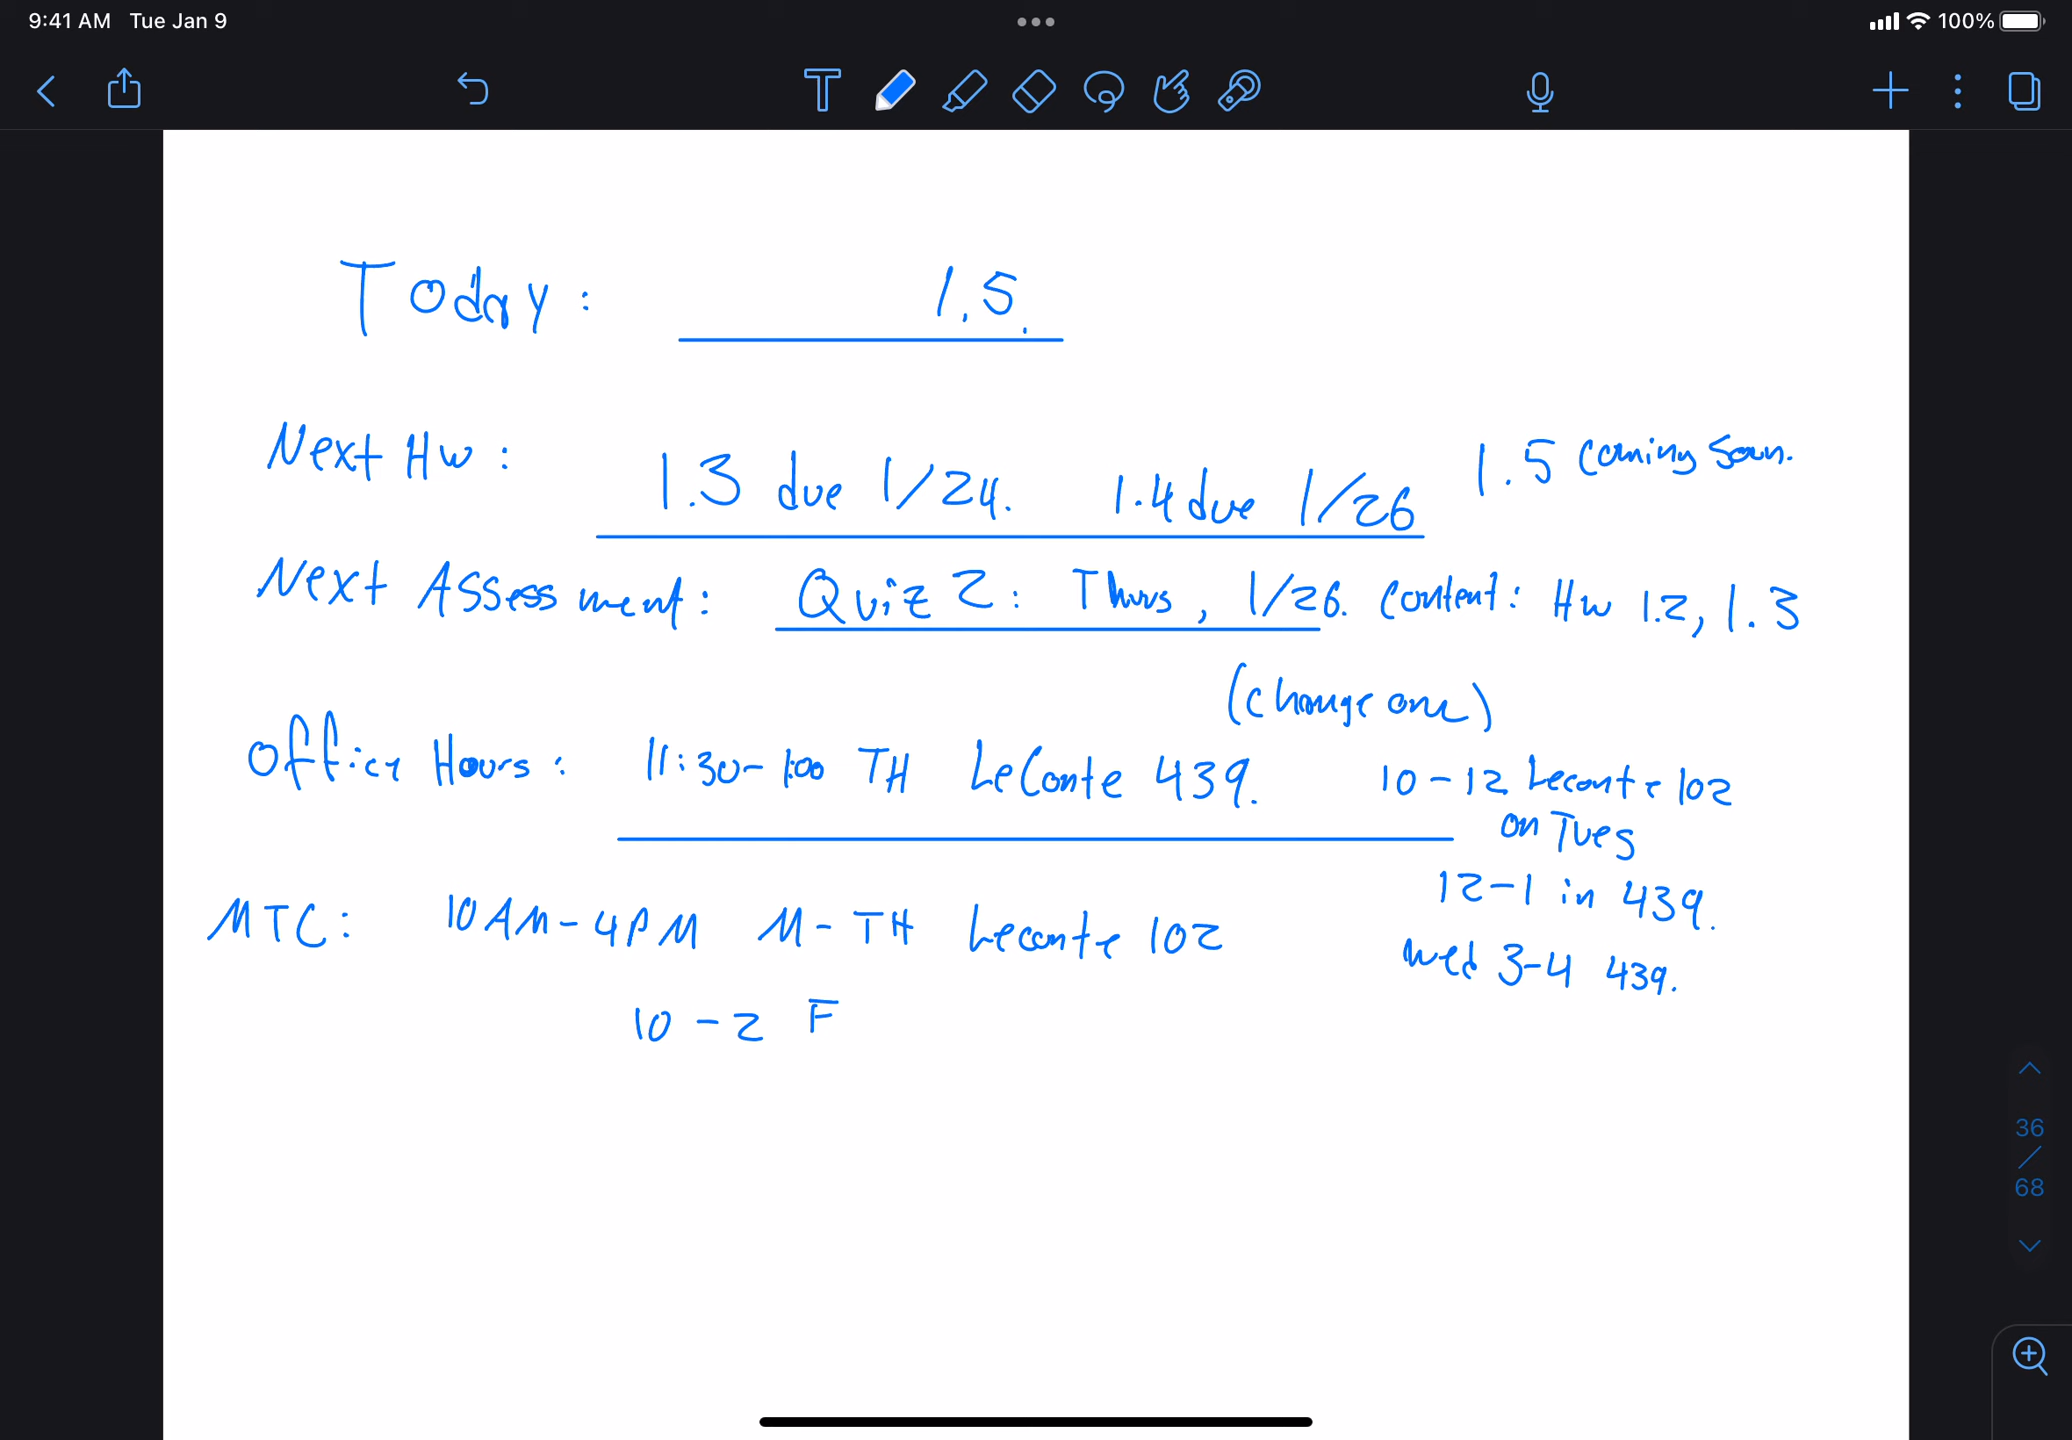 9:41 AM Tue Jan 9
100%
Today: 1.5.
Next Hw: 1.3 due 1/24. 1.4 due 1/26 1.5 coming soon.
Next Assessment: Quiz 2: Thurs, 1/26. Content: Hw 1.2, 1.3
(change one)
Office Hours: 11:30-1:00 TH LeConte 439. 10-12 Leconte 102
on Tues
12-1 in 439.
Wed 3-4 439.
MTC: 10AM-4PM M-TH Leconte 102
10-2 F
36
/
68